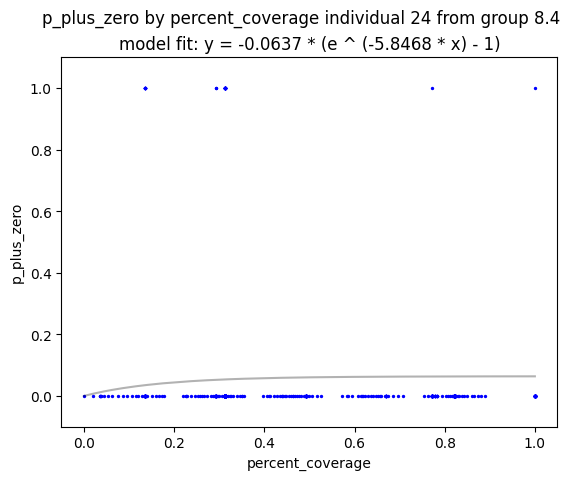 p_plus_zero by percent_coverage individual 24 from group 8.4
model fit: y = -0.0637 * (e ^ (-5.8468 * x) - 1)
1.0
0.8
0.6
0.4
0.2
0.0
p_plus_zero
0.0 0.2 0.4 0.6 0.8 1.0
percent_coverage